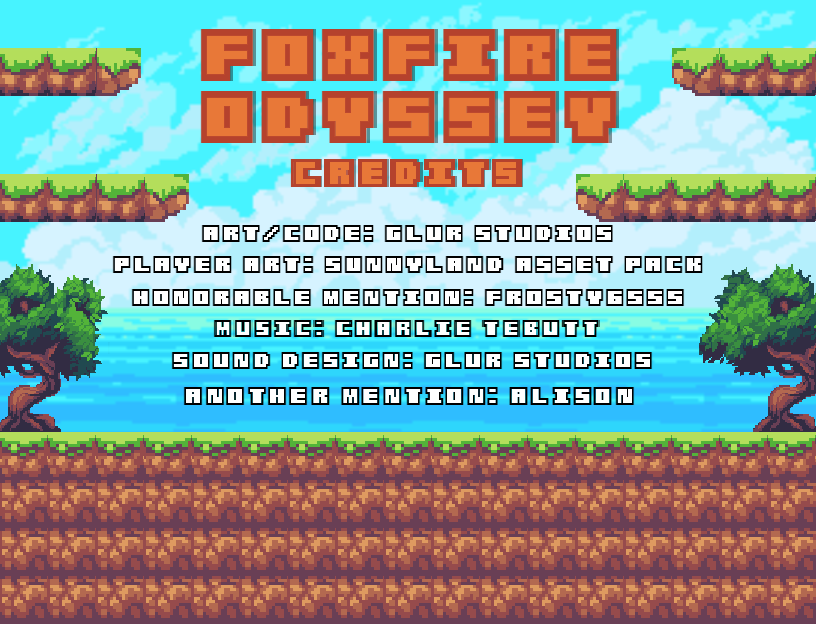 FOXFIRE
ODYSSEY
CREDITS
ART/CODE: GLUR STUDIOS
PLAYER ART: SUNNYLAND ASSET PACK
HONORABLE MENTION: FROSTY6SSS
MUSIC: CHARLIE TEBUTT
SOUND DESIGN: GLUR STUDIOS
ANOTHER MENTION: ALISON